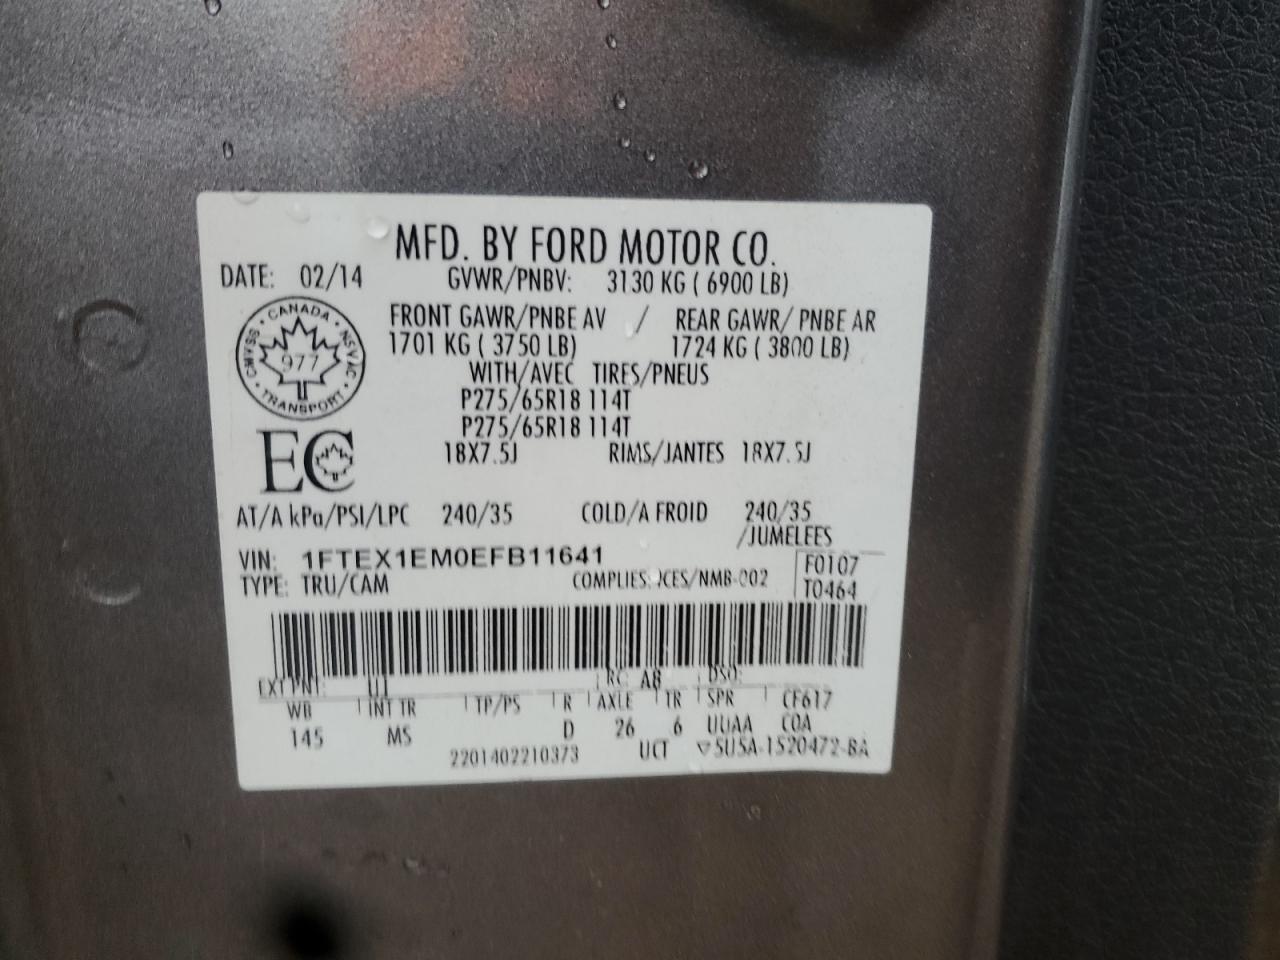 MFD. BY FORD MOTOR CO.
DATE: 02/14 GVWR/PNBV: 3130 KG ( 6900 LB)
FRONT GAWR/PNBE AV / REAR GAWR/ PNBE AR
1701 KG ( 3750 LB) 1724 KG ( 3800 LB)
WITH/AVEC TIRES/PNEUS
P275/65R18 114T
P275/65R18 114T
18X7.5J RIMS/JANTES 18X7.5J
CANADA
NSVAC
TRANSPORT
CMVSS
977
EC
AT/A kPa/PSI/LPC 240/35 COLD/A FROID 240/35
/JUMELEES
VIN: 1FTEX1EM0EFB11641 F0107
TYPE: TRU/CAM COMPLIES: ICES/NMB-002 T0464
EXT PNT: UJ RC: A8 DSO:
WB INT TR TP/PS R AXLE TR SPR CF617
145 MS D 26 6 UUAA COA
2201402210373 UCT ▽5U5A-1520472-BA